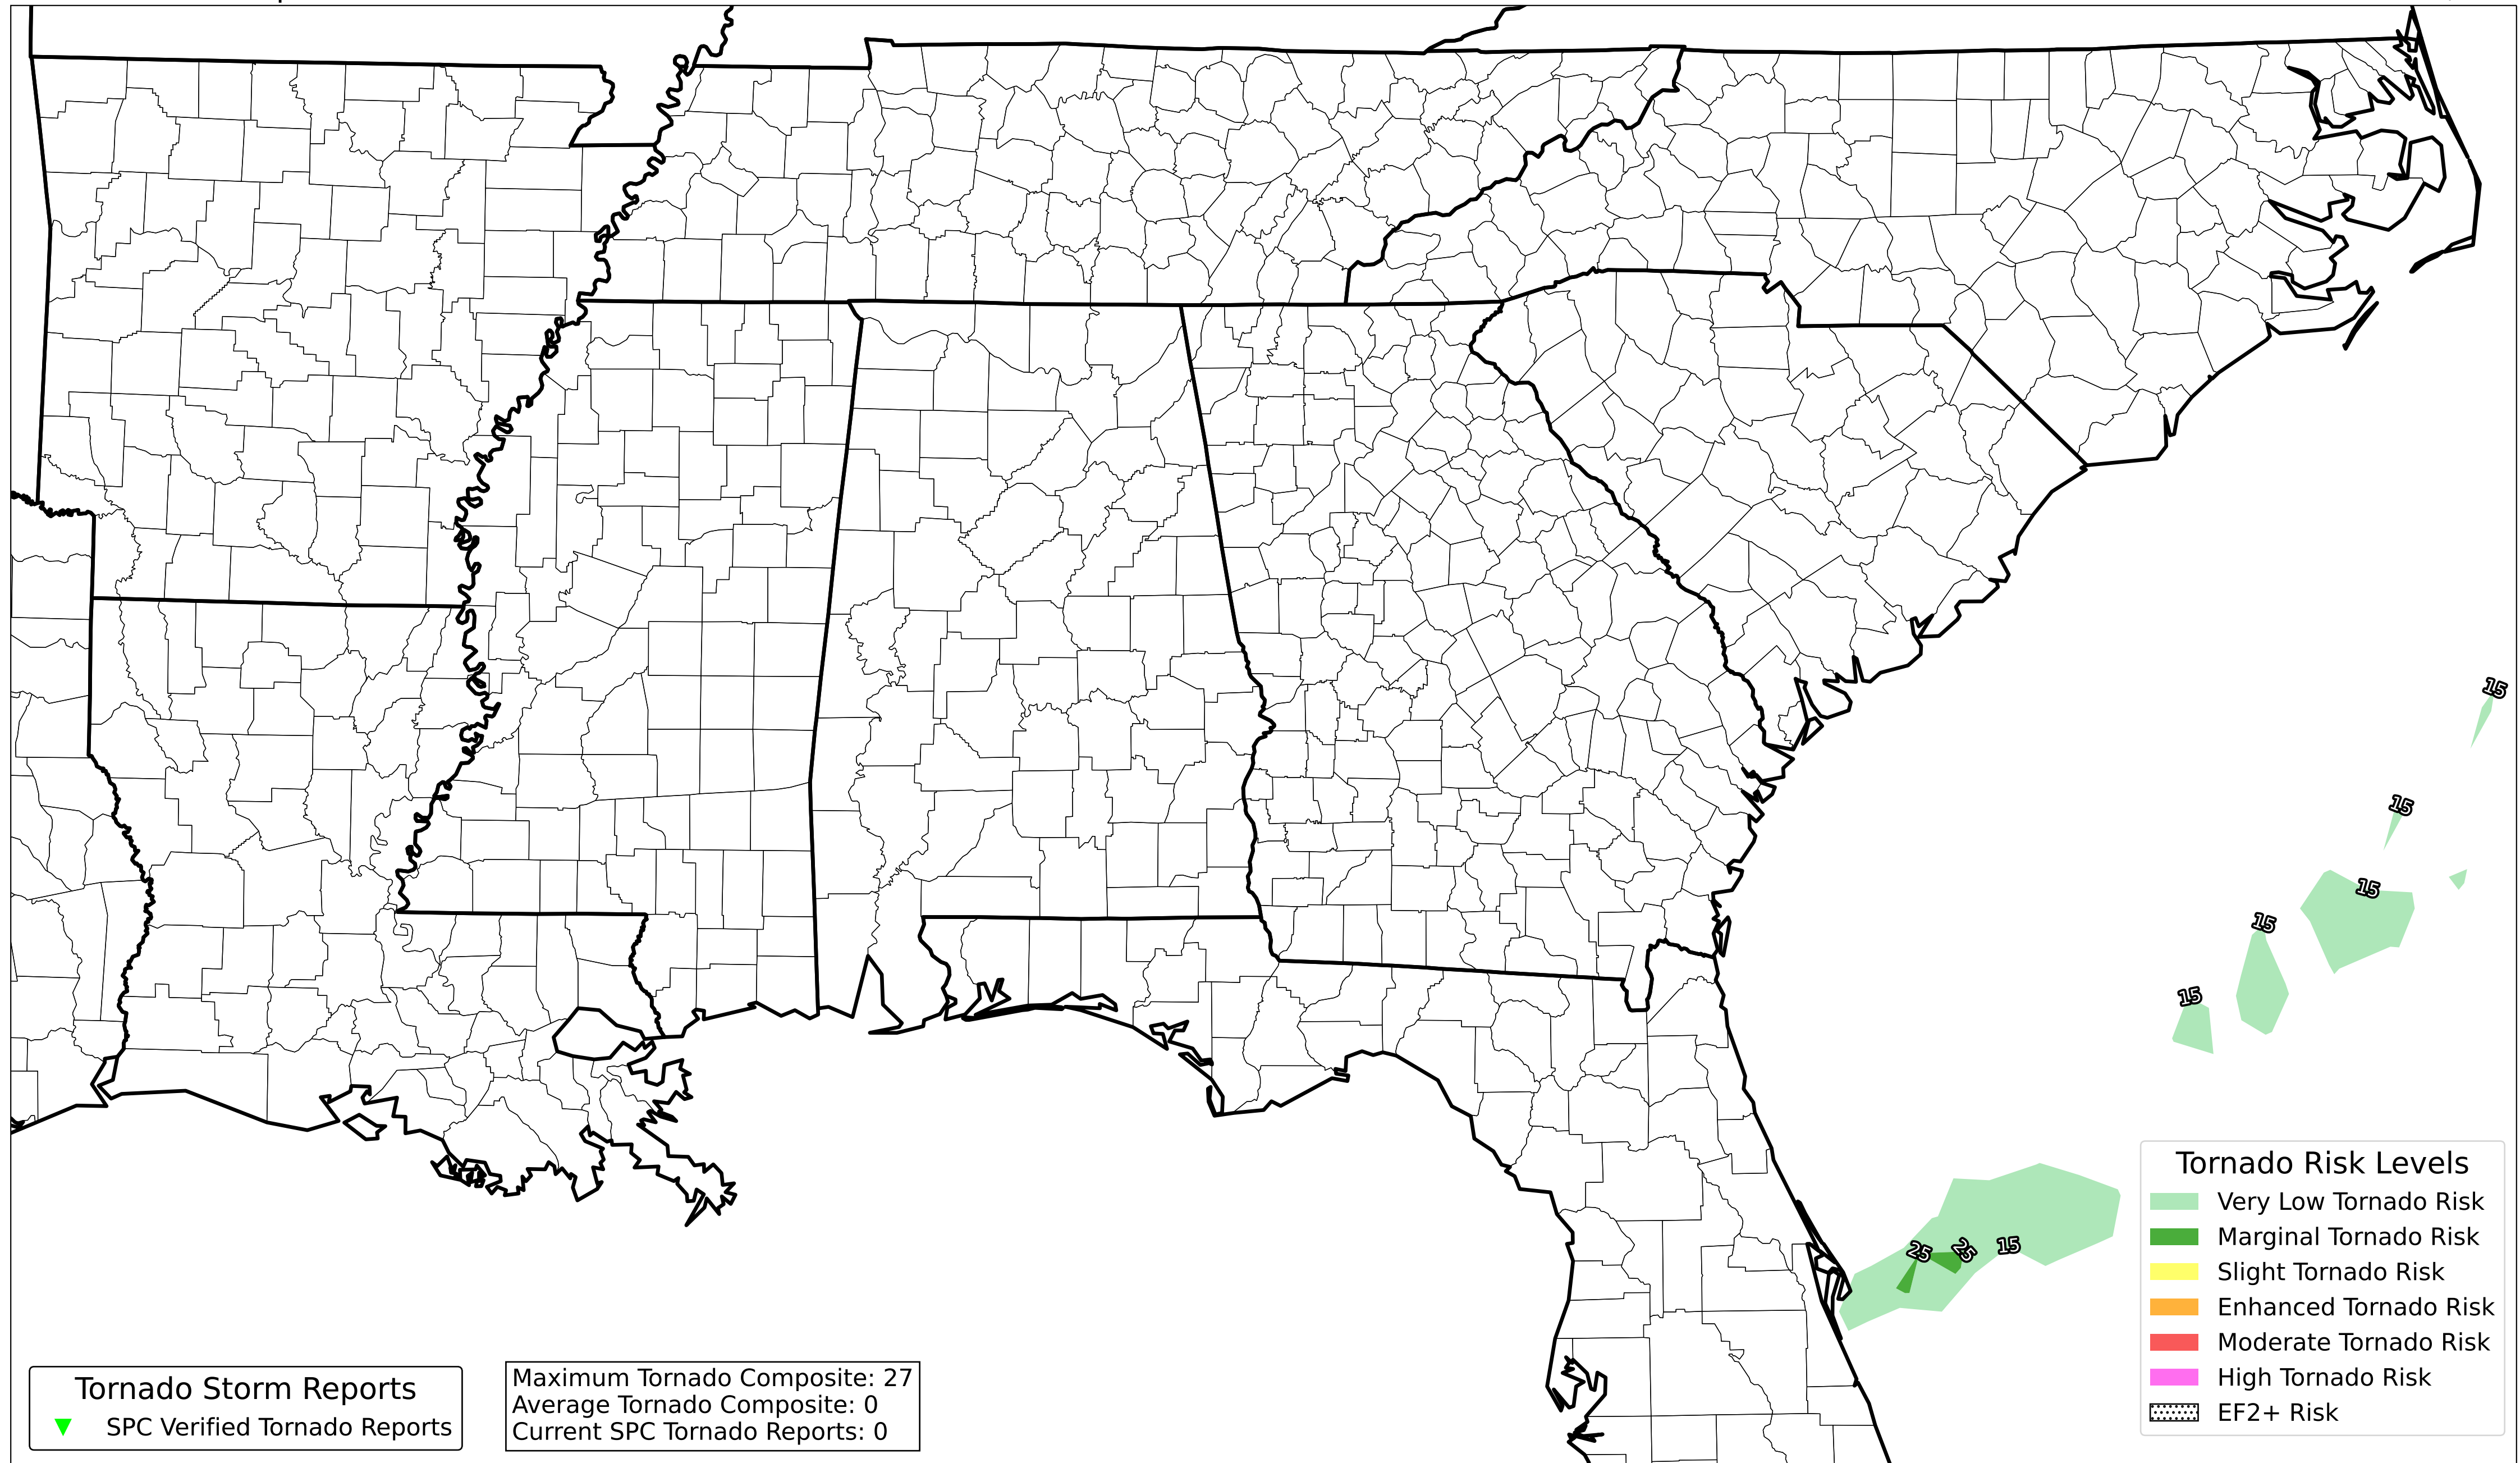 15
15
15
15
15
25
25
15
Tornado Risk Levels
Very Low Tornado Risk
Marginal Tornado Risk
Slight Tornado Risk
Enhanced Tornado Risk
Moderate Tornado Risk
High Tornado Risk
EF2+ Risk
Tornado Storm Reports
SPC Verified Tornado Reports
Maximum Tornado Composite: 27
Average Tornado Composite: 0
Current SPC Tornado Reports: 0